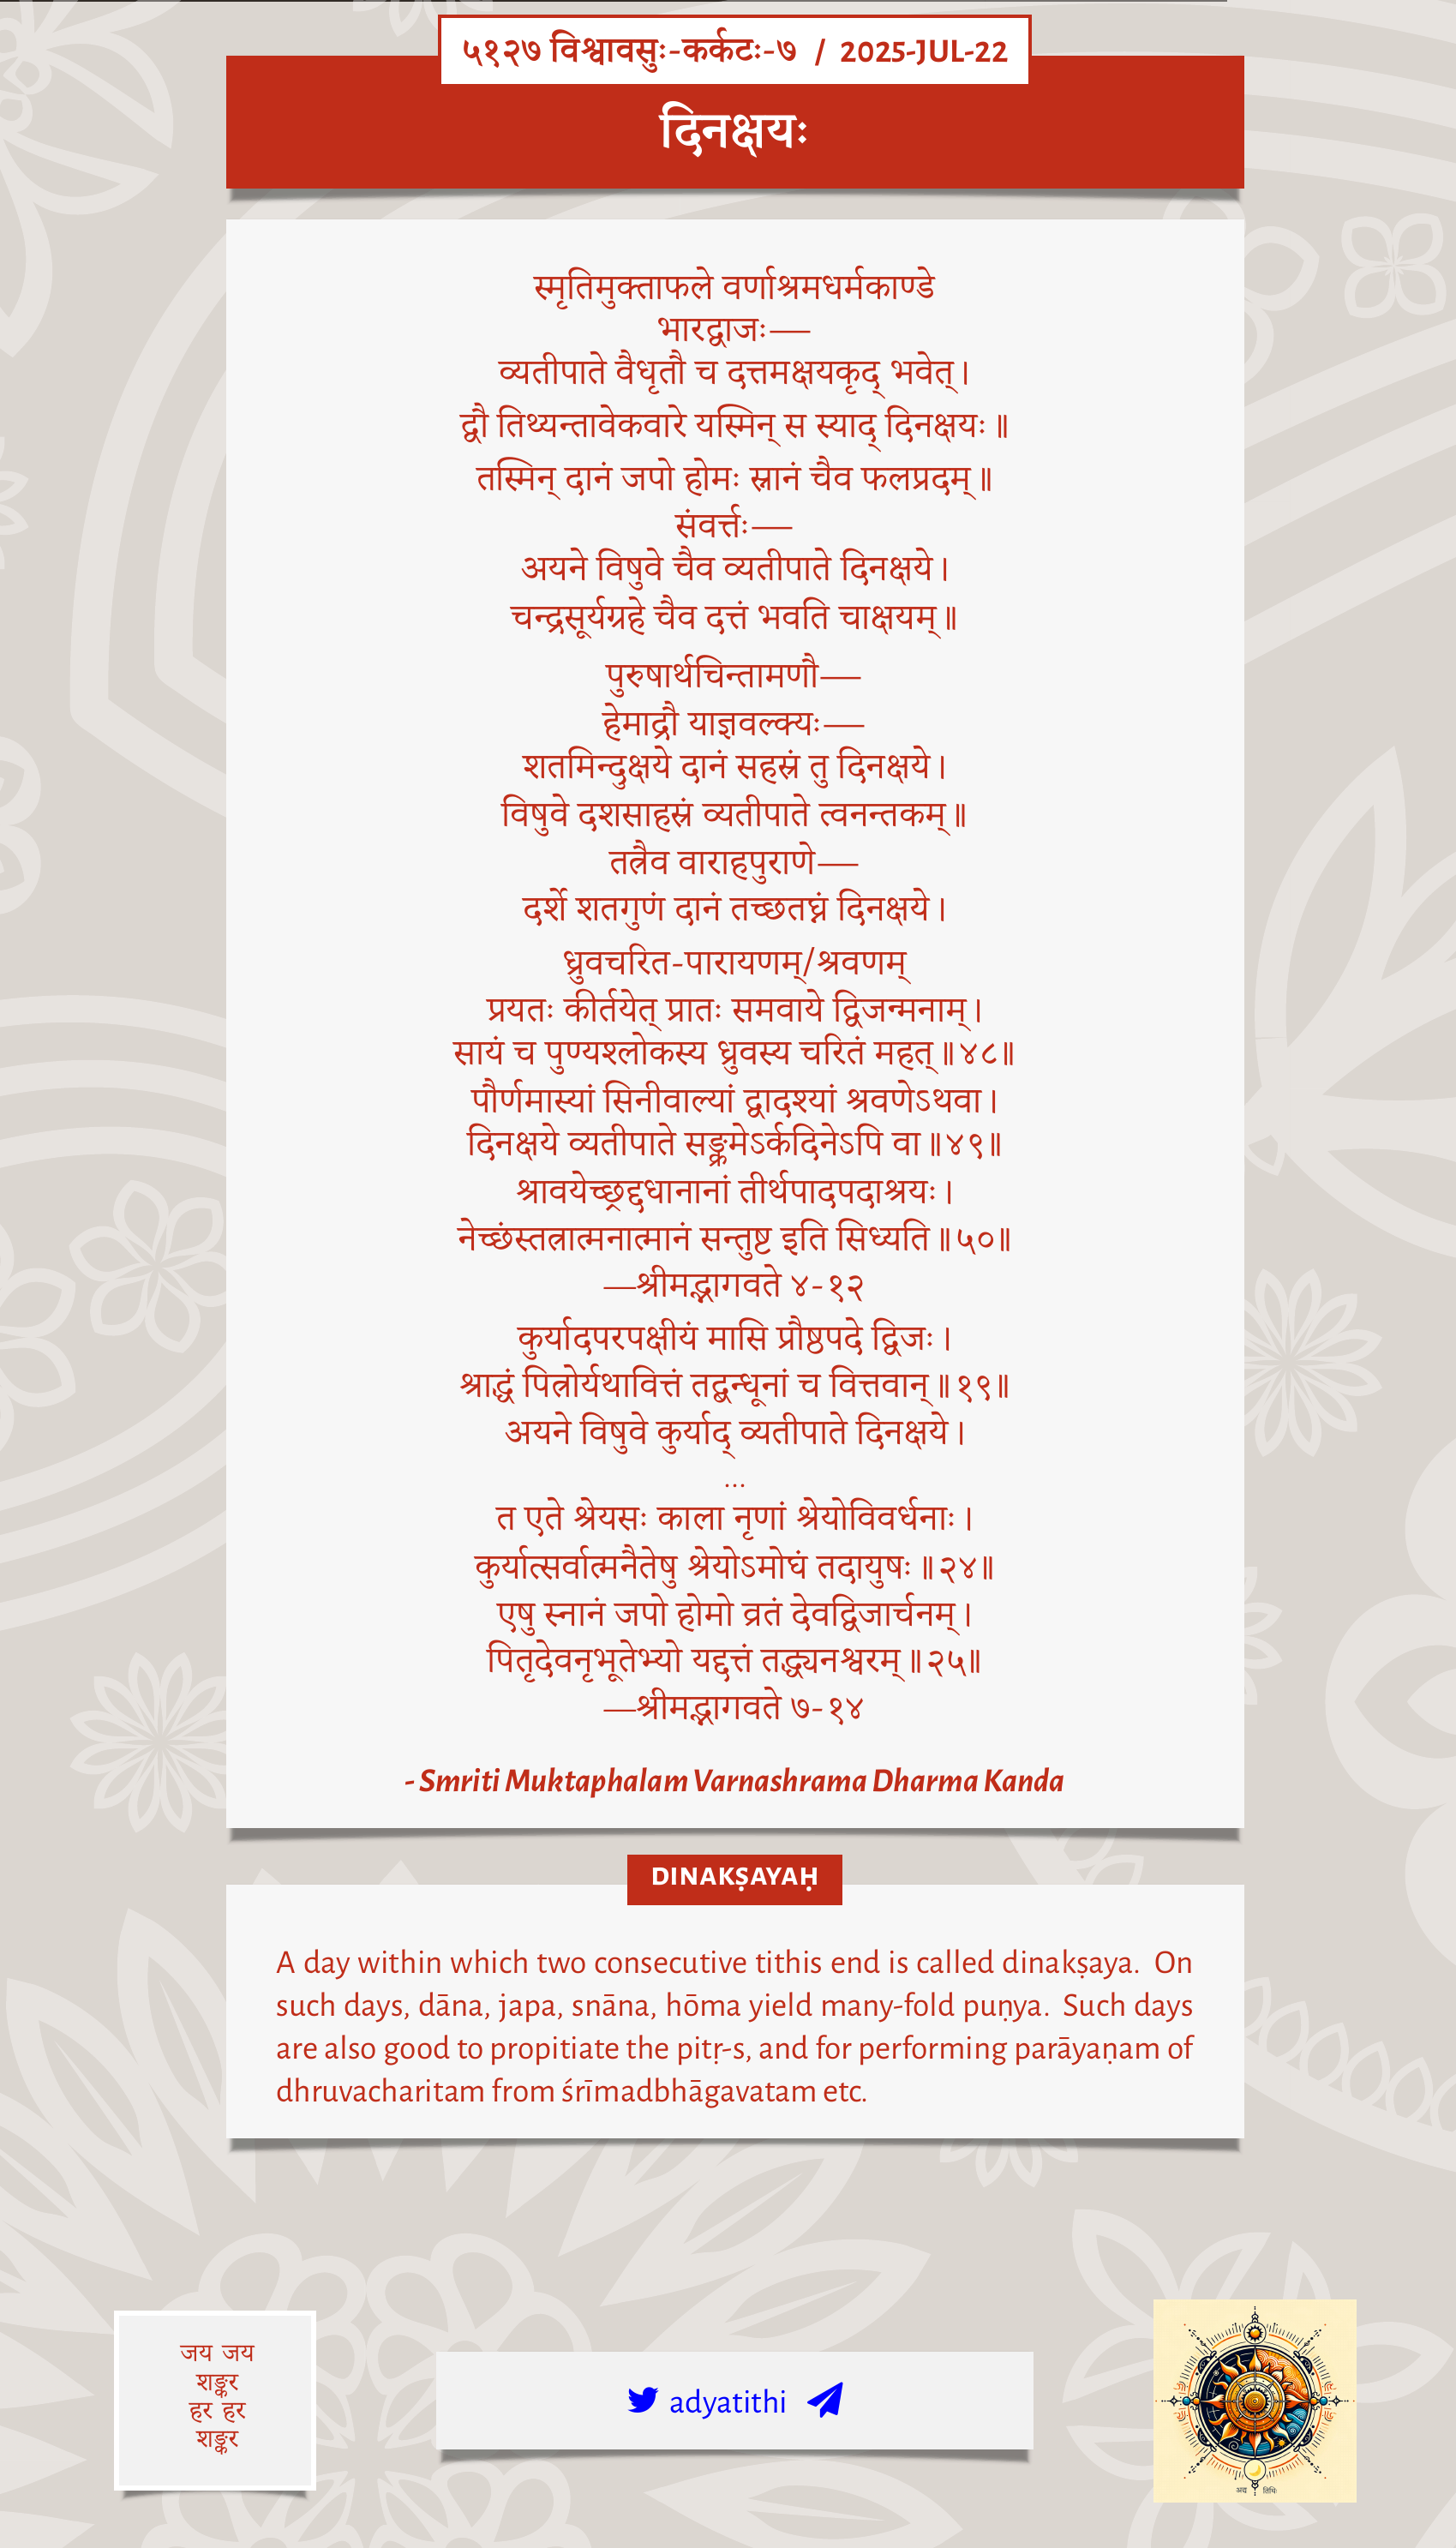 ५१२७ विश्वावसुः-कर्कटः-७ / 2025-JUL-22
दिनक्षयः
स्मृतिमुक्ताफले वर्णाश्रमधर्मकाण्डे
भारद्वाजः—
व्यतीपाते वैधृतौ च दत्तमक्षयकृद् भवेत्।
द्वौ तिथ्यन्तावेकवारे यस्मिन् स स्याद् दिनक्षयः॥
तस्मिन् दानं जपो होमः स्नानं चैव फलप्रदम्॥
संवर्त्तः—
अयने विषुवे चैव व्यतीपाते दिनक्षये।
चन्द्रसूर्यग्रहे चैव दत्तं भवति चाक्षयम्॥
पुरुषार्थचिन्तामणौ—
हेमाद्रौ याज्ञवल्क्यः—
शतमिन्दुक्षये दानं सहस्रं तु दिनक्षये।
विषुवे दशसाहस्रं व्यतीपाते त्वनन्तकम्॥
तत्रैव वाराहपुराणे—
दर्शे शतगुणं दानं तच्छतघ्नं दिनक्षये।
ध्रुवचरित-पारायणम्/श्रवणम्
प्रयतः कीर्तयेत् प्रातः समवाये द्विजन्मनाम्।
सायं च पुण्यश्लोकस्य ध्रुवस्य चरितं महत्॥४८॥
पौर्णमास्यां सिनीवाल्यां द्वादश्यां श्रवणेऽथवा।
दिनक्षये व्यतीपाते सङ्क्रमेऽर्कदिनेऽपि वा॥४९॥
श्रावयेच्छ्रद्दधानानां तीर्थपादपदाश्रयः।
नेच्छंस्तत्रात्मनात्मानं सन्तुष्ट इति सिध्यति॥५०॥
—श्रीमद्भागवते ४-१२
कुर्यादपरपक्षीयं मासि प्रौष्ठपदे द्विजः।
श्राद्धं पित्रोर्यथावित्तं तद्बन्धूनां च वित्तवान्॥१९॥
अयने विषुवे कुर्याद् व्यतीपाते दिनक्षये।
...
त एते श्रेयसः काला नृणां श्रेयोविवर्धनाः।
कुर्यात्सर्वात्मनैतेषु श्रेयोऽमोघं तदायुषः॥२४॥
एषु स्नानं जपो होमो व्रतं देवद्विजार्चनम्।
पितृदेवनृभूतेभ्यो यद्दत्तं तद्ध्यनश्वरम्॥२५॥
—श्रीमद्भागवते ७-१४
- Smriti Muktaphalam Varnashrama Dharma Kanda
DINAKṢAYAḤ
A day within which two consecutive tithis end is called dinakṣaya. On
such days, dāna, japa, snāna, hōma yield many-fold puṇya. Such days
are also good to propitiate the pitṛ-s, and for performing parāyaṇam of
dhruvacharitam from śrīmadbhāgavatam etc.
जय जय
शङ्कर
हर हर
शङ्कर
adyatithi
अद्य तिथिः